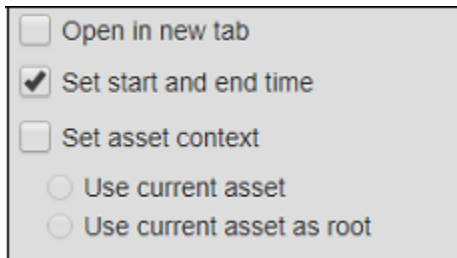 Open in new tab
Set start and end time
Set asset context
Use current asset
Use current asset as root